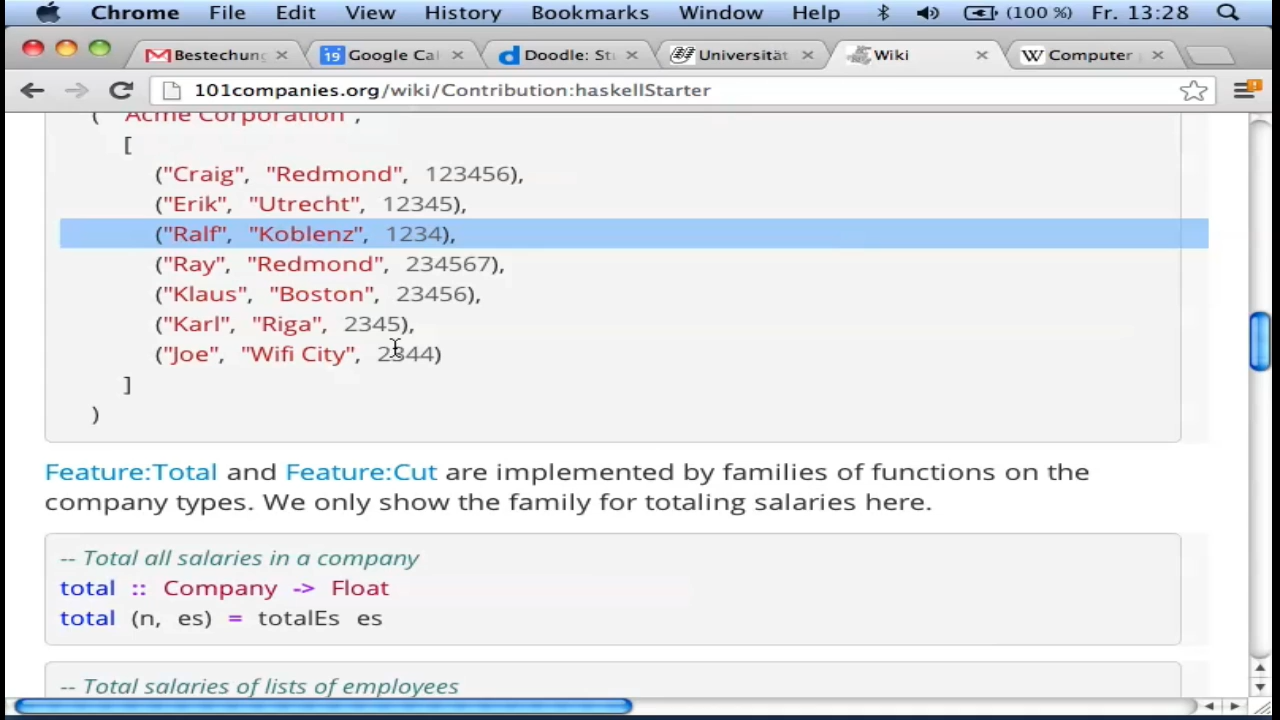 Chrome File Edit View History Bookmarks Window Help (100 %) Fr. 13:28
Bestechung 19 Google Cal Doodle: Stu Universität Wiki W Computer
101companies.org/wiki/Contribution:haskellStarter
( "Acme Corporation",
[
("Craig", "Redmond", 123456),
("Erik", "Utrecht", 12345),
("Ralf", "Koblenz", 1234),
("Ray", "Redmond", 234567),
("Klaus", "Boston", 23456),
("Karl", "Riga", 2345),
("Joe", "Wifi City", 2344)
]
)
Feature:Total and Feature:Cut are implemented by families of functions on the
company types. We only show the family for totaling salaries here.
-- Total all salaries in a company
total :: Company -> Float
total (n, es) = totalEs es
-- Total salaries of lists of employees